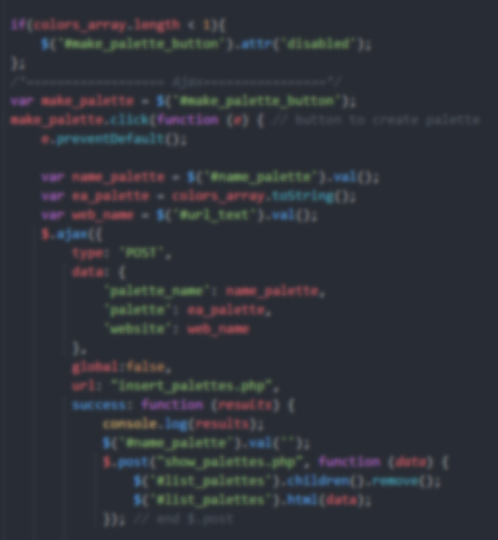 if(colors_array.length < 1){
    $('#make_palette_button').attr('disabled');
};
/*------------------ Ajax----------------*/
var make_palette = $('#make_palette_button');
make_palette.click(function (e) { // button to create palette
    e.preventDefault();

    var name_palette = $('#name_palette').val();
    var ea_palette = colors_array.toString();
    var web_name = $('#url_text').val();
    $.ajax({
        type: 'POST',
        data: {
            'palette_name': name_palette,
            'palette': ea_palette,
            'website': web_name
        },
        global:false,
        url: "insert_palettes.php",
        success: function (results) {
            console.log(results);
            $('#name_palette').val('');
            $.post("show_palettes.php", function (data) {
                $('#list_palettes').children().remove();
                $('#list_palettes').html(data);
            }); // end $.post